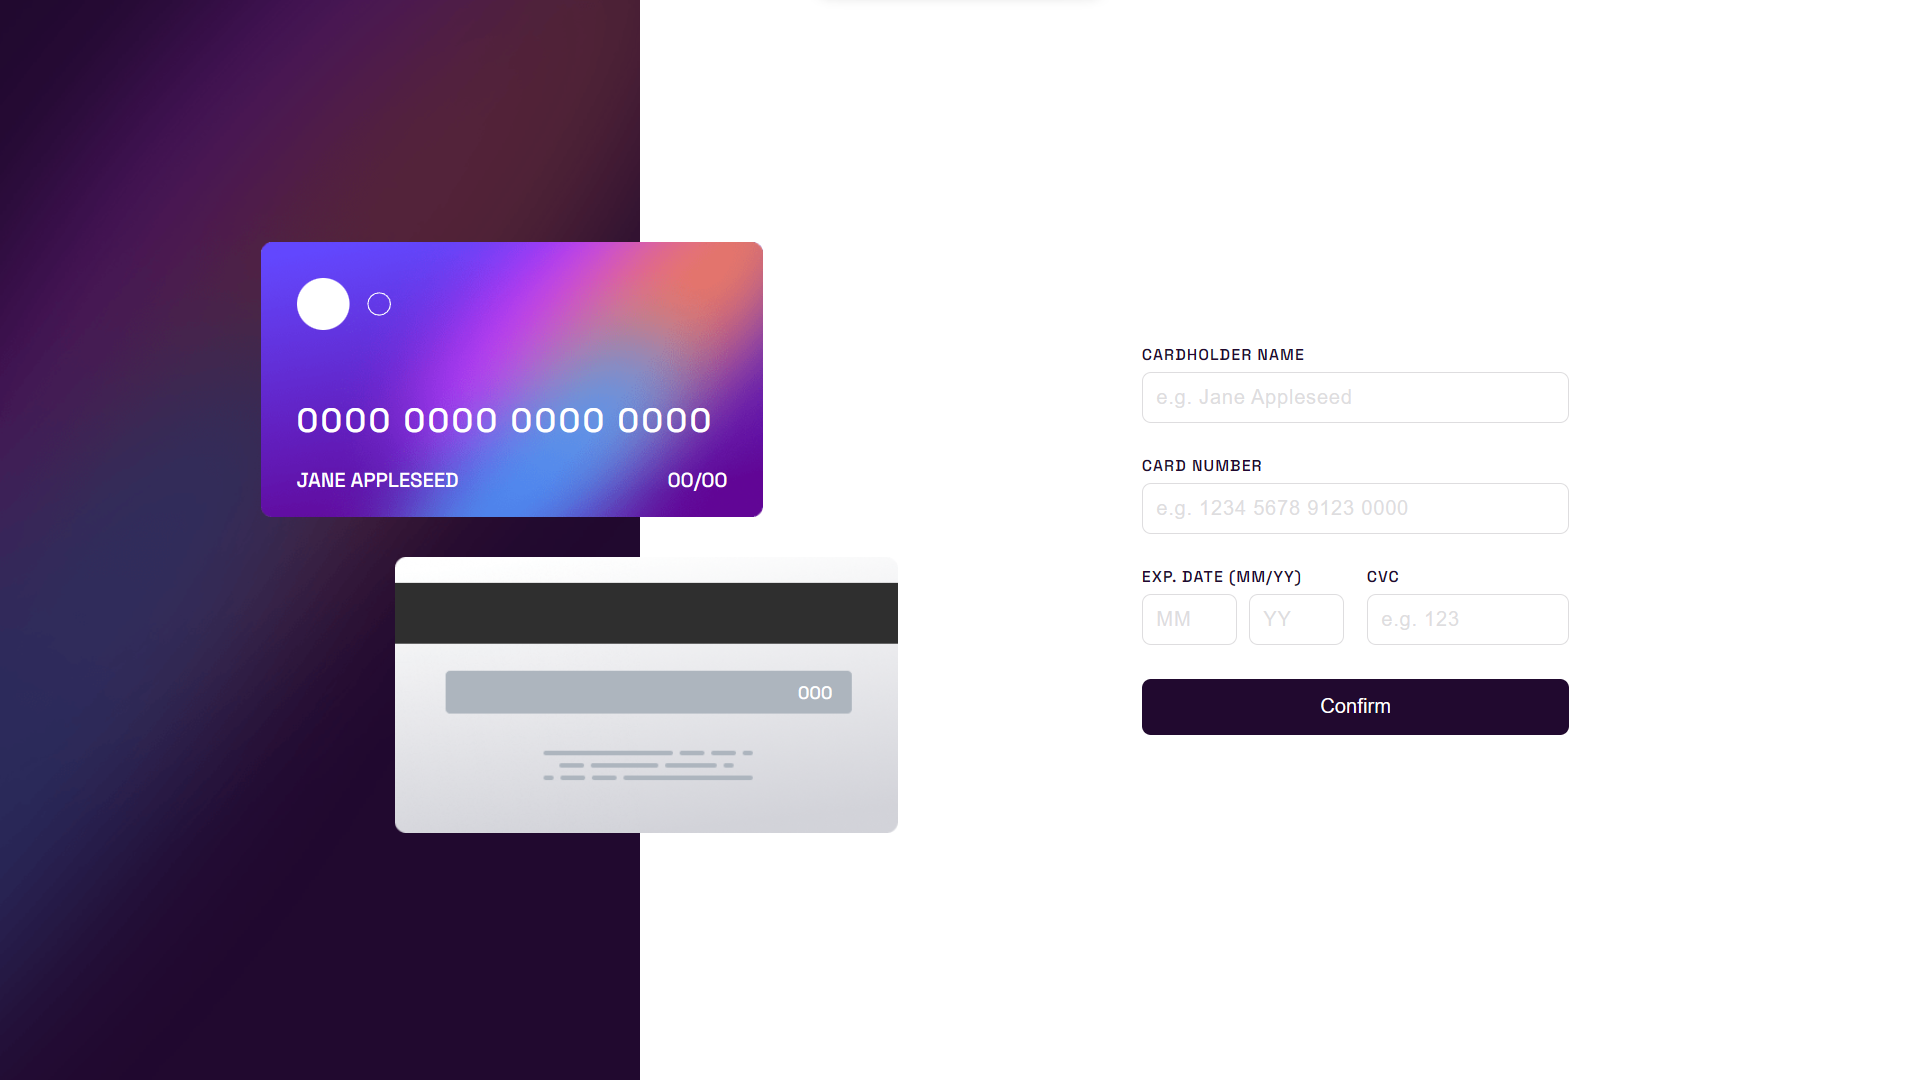 0000 0000 0000 0000
JANE APPLESEED 00/00
000
CARDHOLDER NAME
e.g. Jane Appleseed
CARD NUMBER
e.g. 1234 5678 9123 0000
EXP. DATE (MM/YY) CVC
MM YY e.g. 123
Confirm